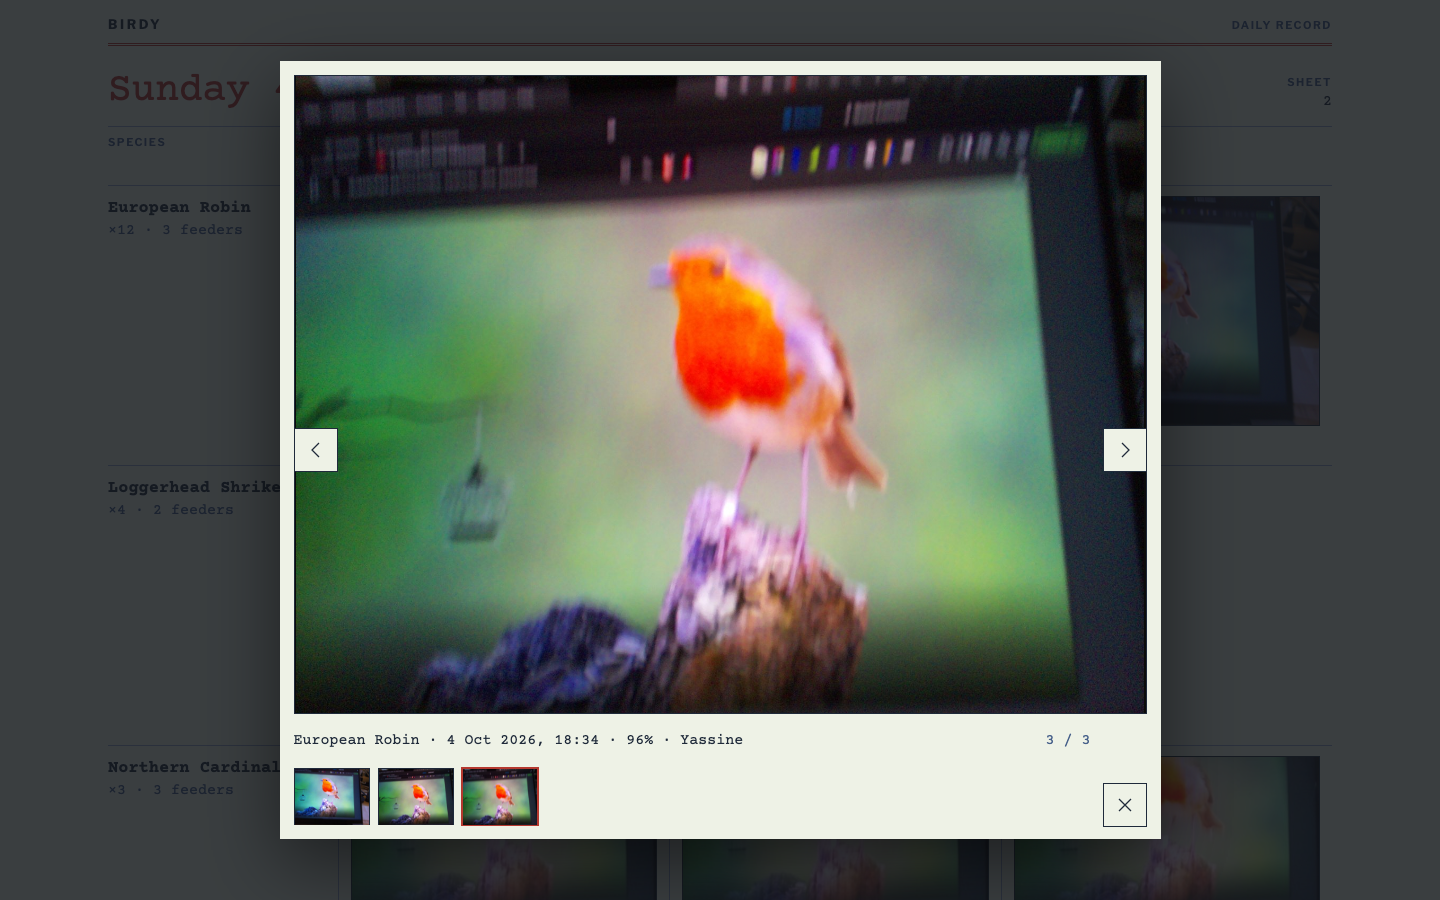 BIRDY
DAILY RECORD
Sunday
SHEET
2
SPECIES
European Robin
×12 · 3 feeders
Loggerhead Shrike
×4 · 2 feeders
Northern Cardinal
×3 · 3 feeders
European Robin · 4 Oct 2026, 18:34 · 96% · Yassine
3 / 3